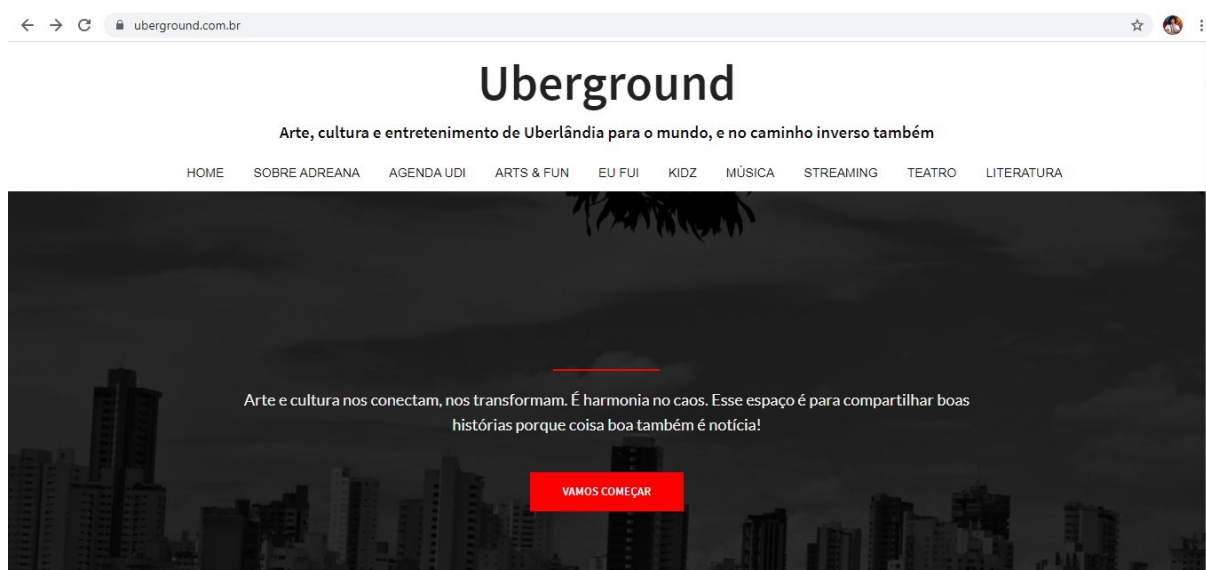 uberground.com.br
Uberground
Arte, cultura e entretenimento de Uberlândia para o mundo, e no caminho inverso também
HOME SOBRE ADREANA AGENDA UDI ARTS & FUN EU FUI KIDZ MÚSICA STREAMING TEATRO LITERATURA
Arte e cultura nos conectam, nos transformam. É harmonia no caos. Esse espaço é para compartilhar boas
histórias porque coisa boa também é notícia!
VAMOS COMEÇAR